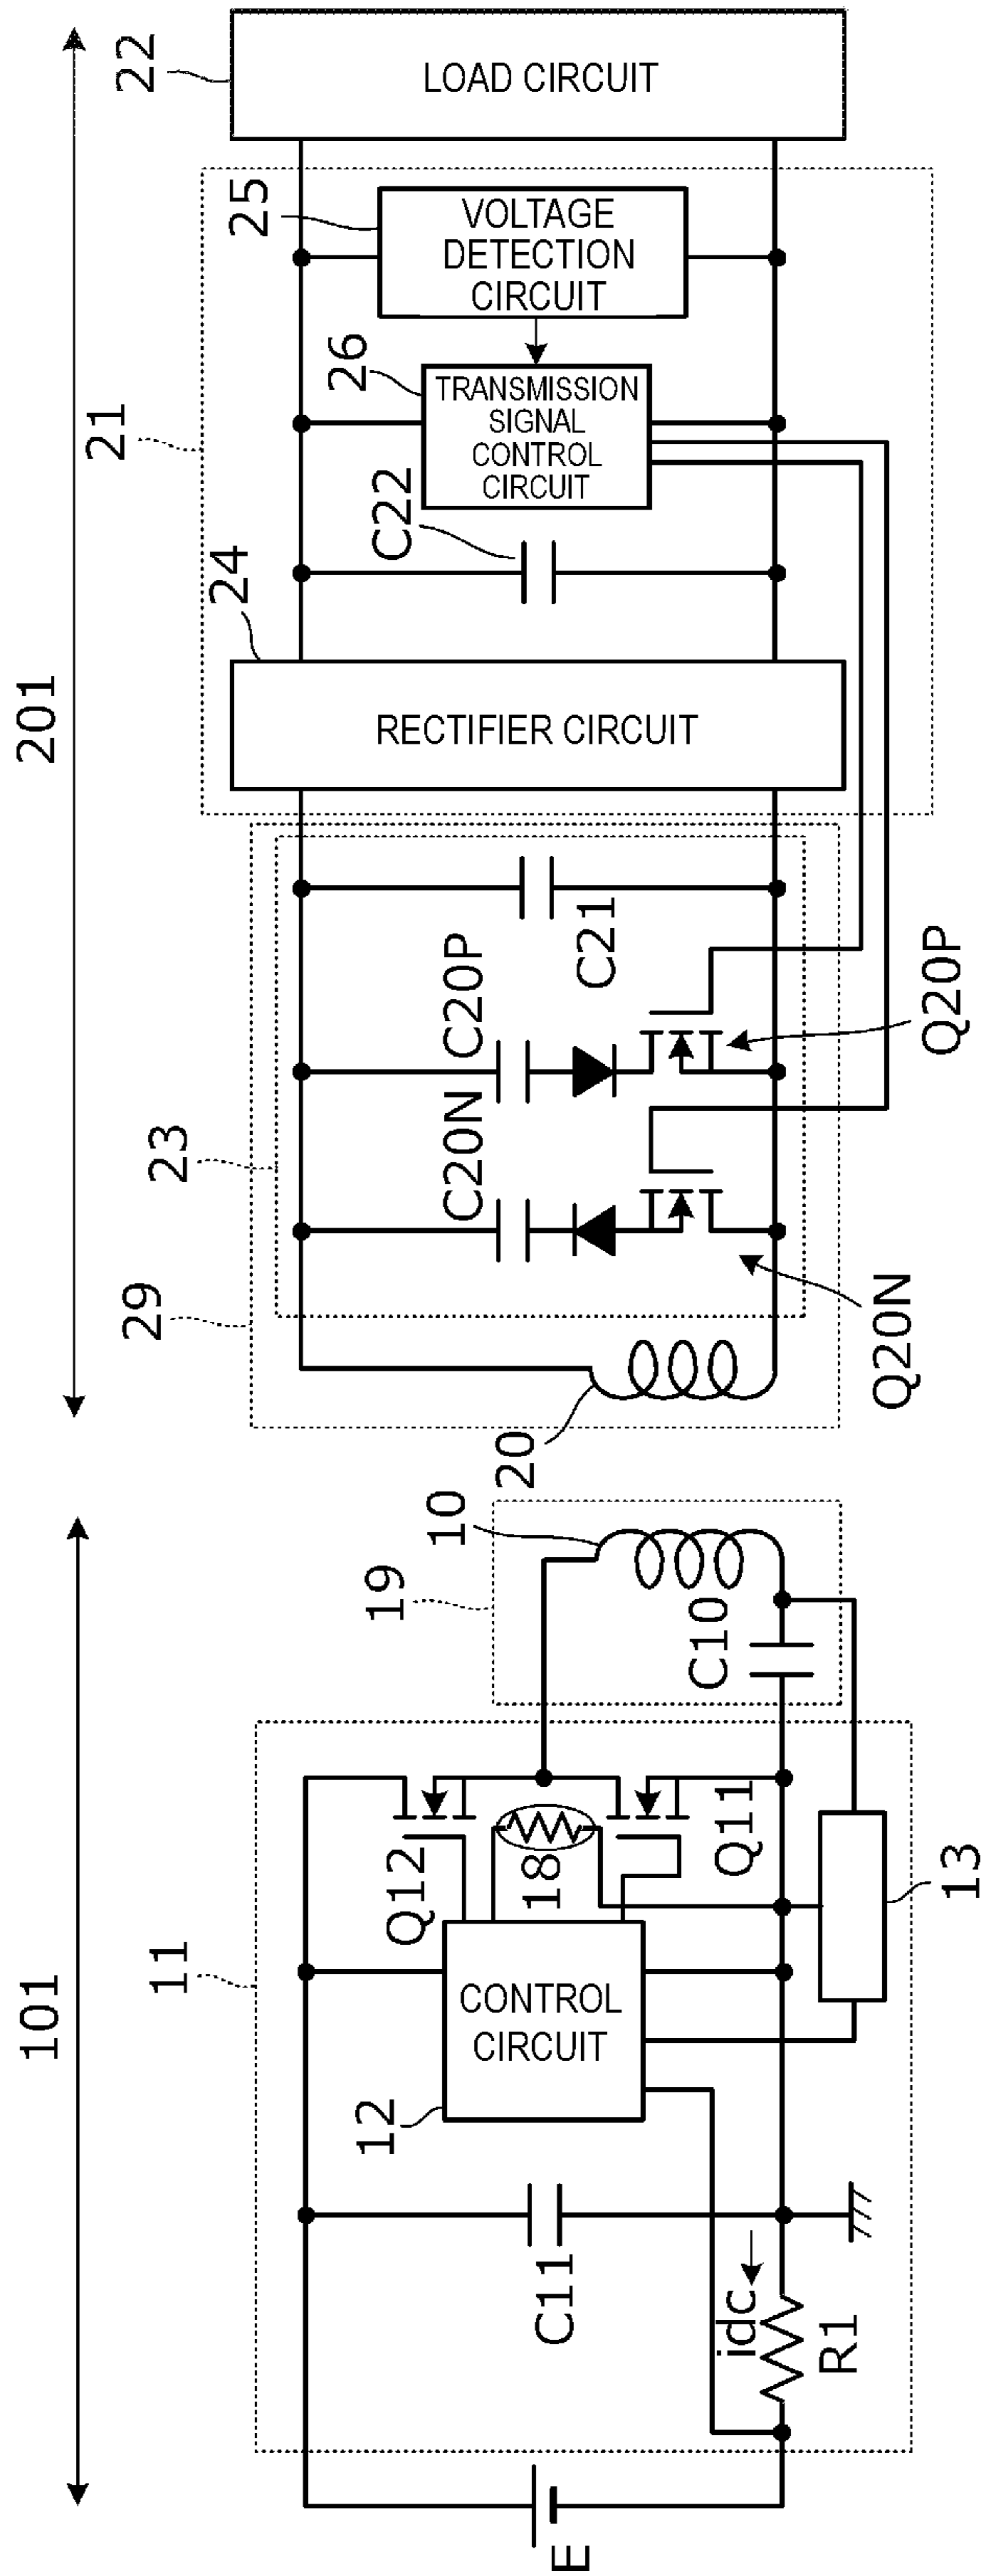 201
22
LOAD CIRCUIT
21
25
VOLTAGE
DETECTION
CIRCUIT
26
TRANSMISSION
SIGNAL
CONTROL
CIRCUIT
C22
24
RECTIFIER CIRCUIT
29
23
C21
C20P
C20N
Q20P
Q20N
20
101
19
10
C10
11
Q12
18
Q11
13
12
CONTROL
CIRCUIT
C11
idc
R1
E